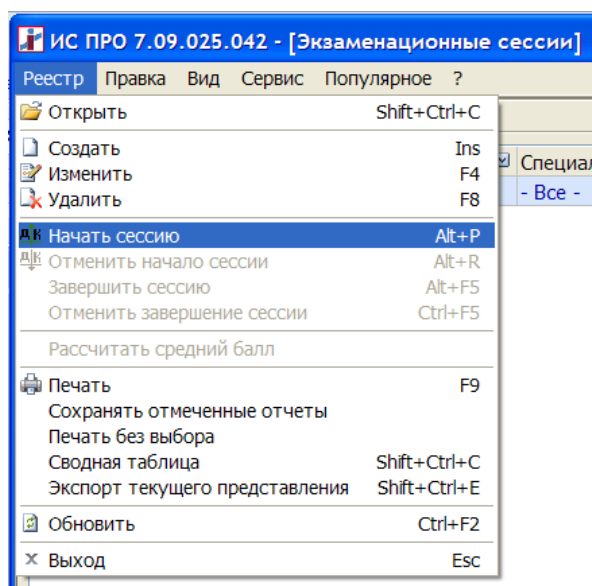 ИС ПРО 7.09.025.042 - [Экзаменационные сессии]
Реестр Правка Вид Сервис Популярное ?
Открыть Shift+Ctrl+C
Создать Ins
Изменить F4
Удалить F8
Начать сессию Alt+P
Отменить начало сессии Alt+R
Завершить сессию Alt+F5
Отменить завершение сессии Ctrl+F5
Рассчитать средний балл
Печать F9
Сохранять отмеченные отчеты
Печать без выбора
Сводная таблица Shift+Ctrl+C
Экспорт текущего представления Shift+Ctrl+E
Обновить Ctrl+F2
Выход Esc
Специал
- Все -